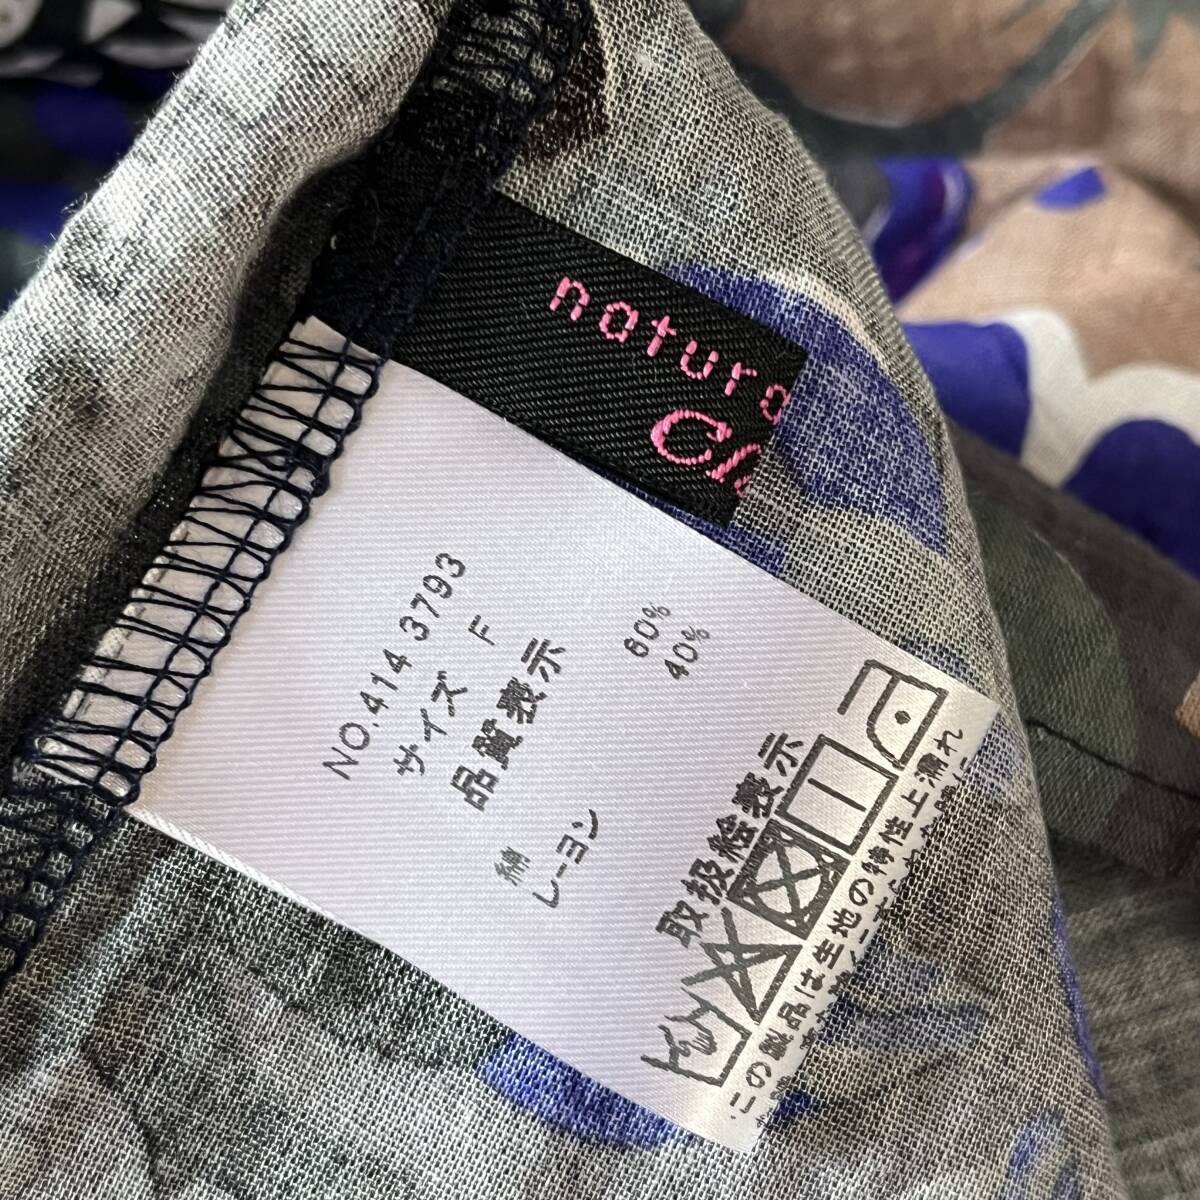 natura
NO.414 3793
サイズ F
品質表示
綿 60%
レーヨン 40%
取扱絵表示
この製品は生地の特性上濡れ